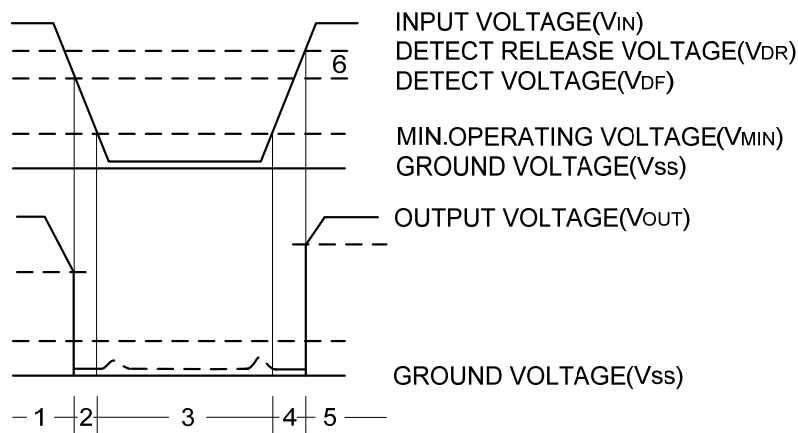 INPUT VOLTAGE(VIN)
DETECT RELEASE VOLTAGE(VDR)
6
DETECT VOLTAGE(VDF)
MIN.OPERATING VOLTAGE(VMIN)
GROUND VOLTAGE(Vss)
OUTPUT VOLTAGE(VOUT)
GROUND VOLTAGE(Vss)
1 2 3 4 5